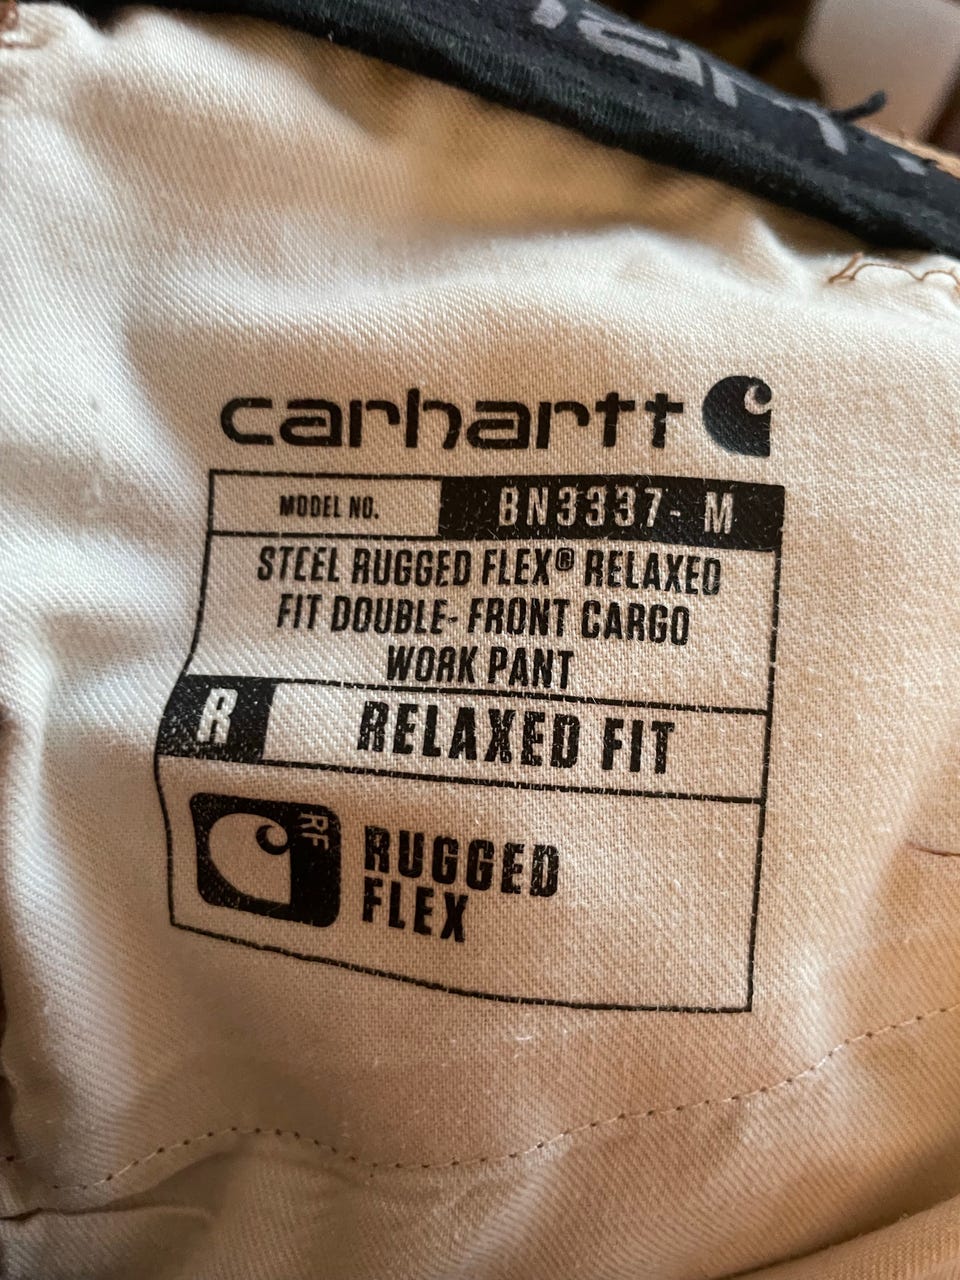 carhartt
MODEL NO. BN3337- M
STEEL RUGGED FLEX® RELAXED
FIT DOUBLE- FRONT CARGO
WORK PANT
R RELAXED FIT
RF
RUGGED
FLEX